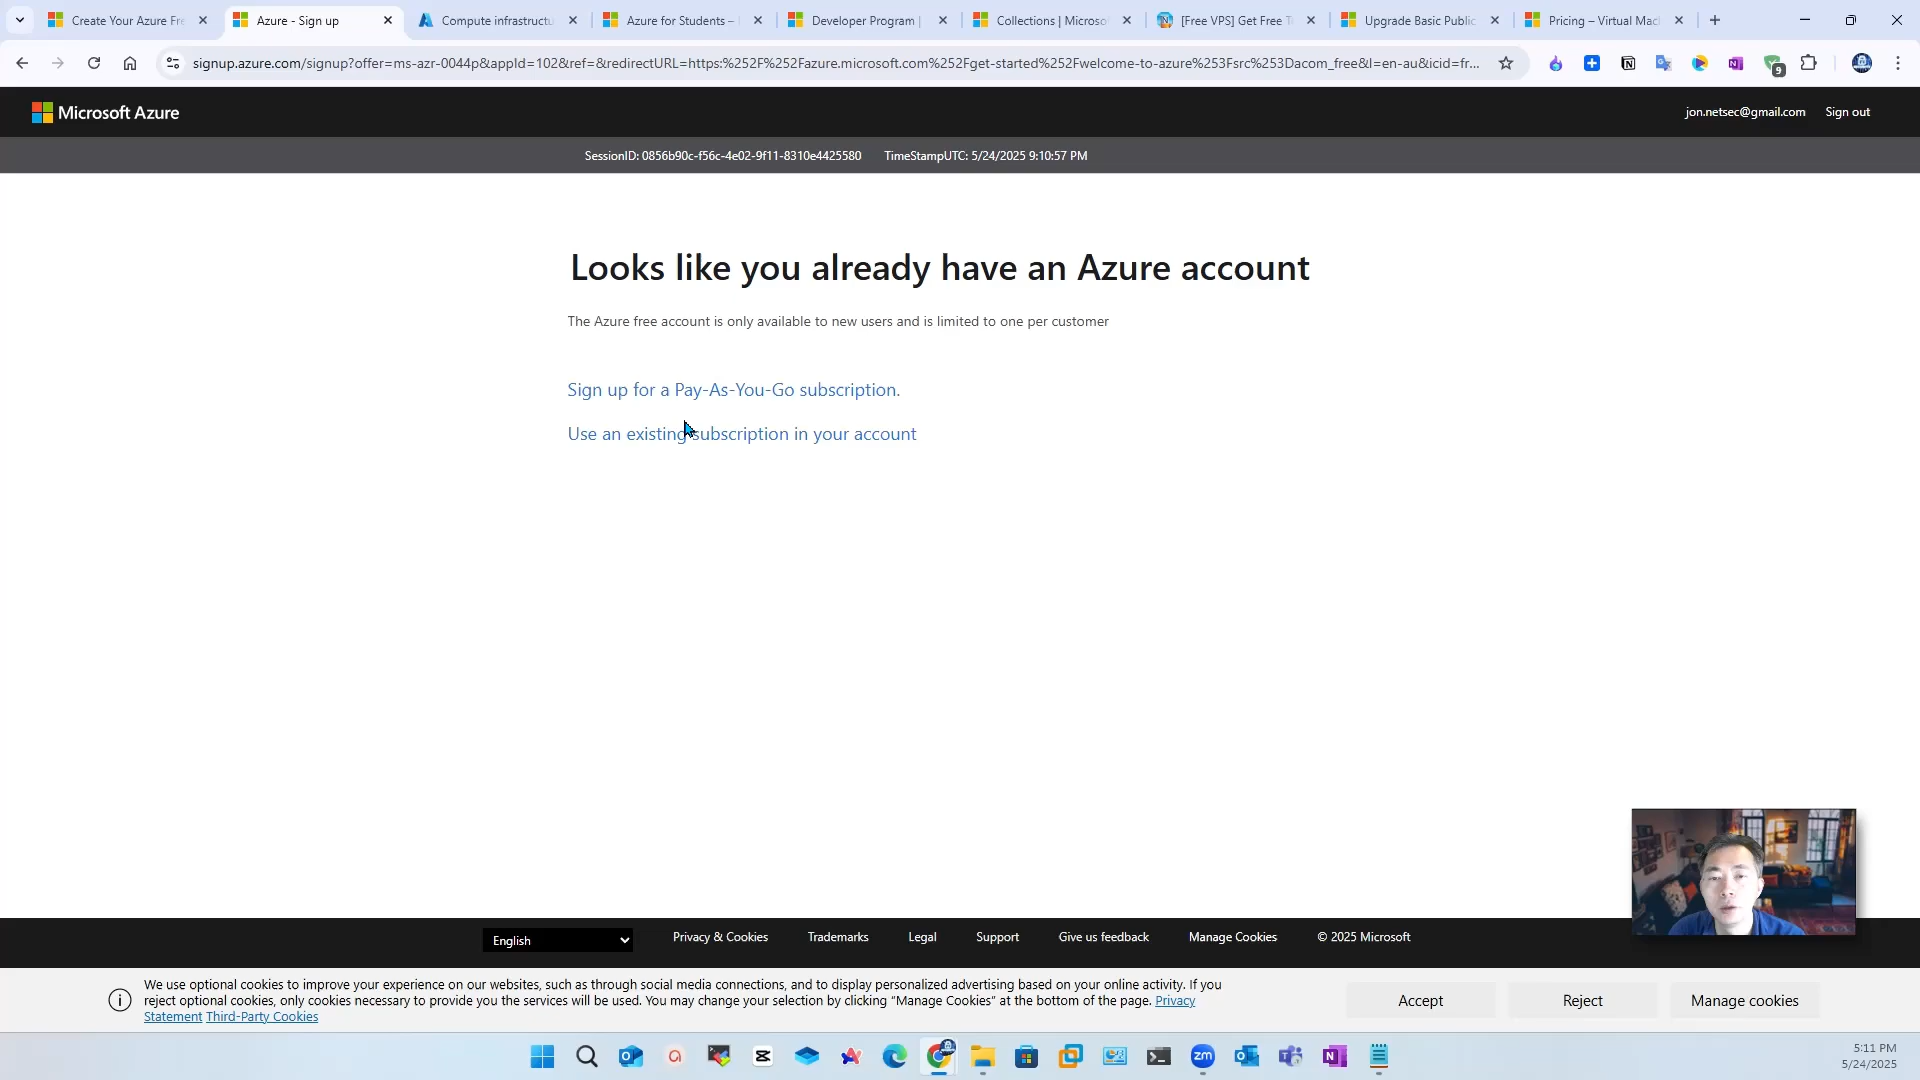 Create Your Azure Fre
Azure - Sign up
Compute infrastructu
Azure for Students –
Developer Program |
Collections | Microso
[Free VPS] Get Free T
Upgrade Basic Public
Pricing – Virtual Mac
signup.azure.com/signup?offer=ms-azr-0044p&appId=102&ref=&redirectURL=https:%252F%252Fazure.microsoft.com%252Fget-started%252Fwelcome-to-azure%253Fsrc%253Dacom_free&l=en-au&icid=fr...
9
Microsoft Azure
jon.netsec@gmail.com
Sign out
SessionID: 0856b90c-f56c-4e02-9f11-8310e4425580
TimeStampUTC: 5/24/2025 9:10:57 PM
Looks like you already have an Azure account
The Azure free account is only available to new users and is limited to one per customer
Sign up for a Pay-As-You-Go subscription.
Use an existing subscription in your account
English
Privacy & Cookies
Trademarks
Legal
Support
Give us feedback
Manage Cookies
© 2025 Microsoft
We use optional cookies to improve your experience on our websites, such as through social media connections, and to display personalized advertising based on your online activity. If you
reject optional cookies, only cookies necessary to provide you the services will be used. You may change your selection by clicking “Manage Cookies” at the bottom of the page. Privacy
Statement Third-Party Cookies
Accept
Reject
Manage cookies
zm
5:11 PM
5/24/2025